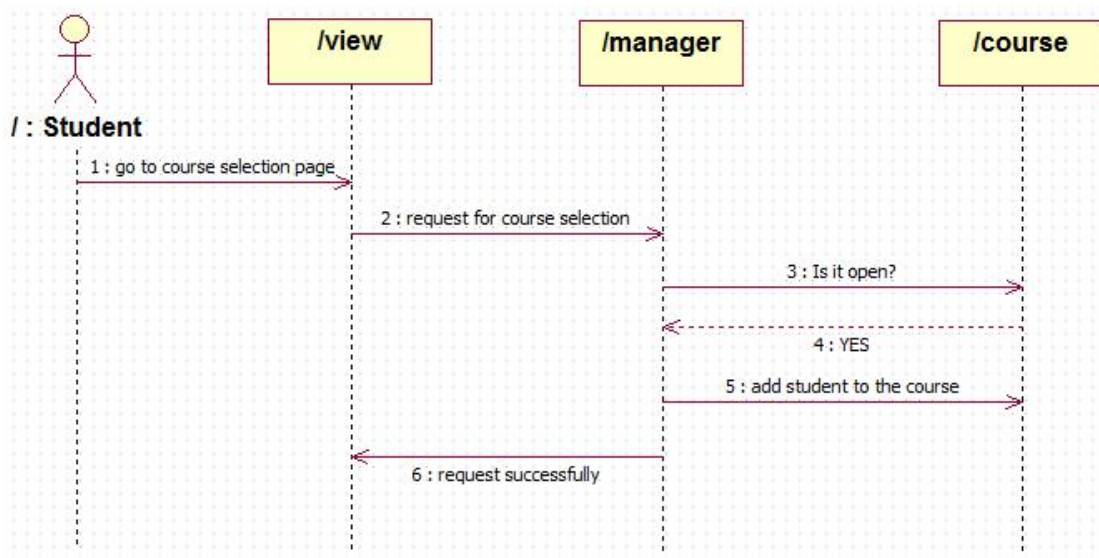 /view
/manager
/course
/ : Student
1 : go to course selection page
2 : request for course selection
3 : Is it open?
4 : YES
5 : add student to the course
6 : request successfully